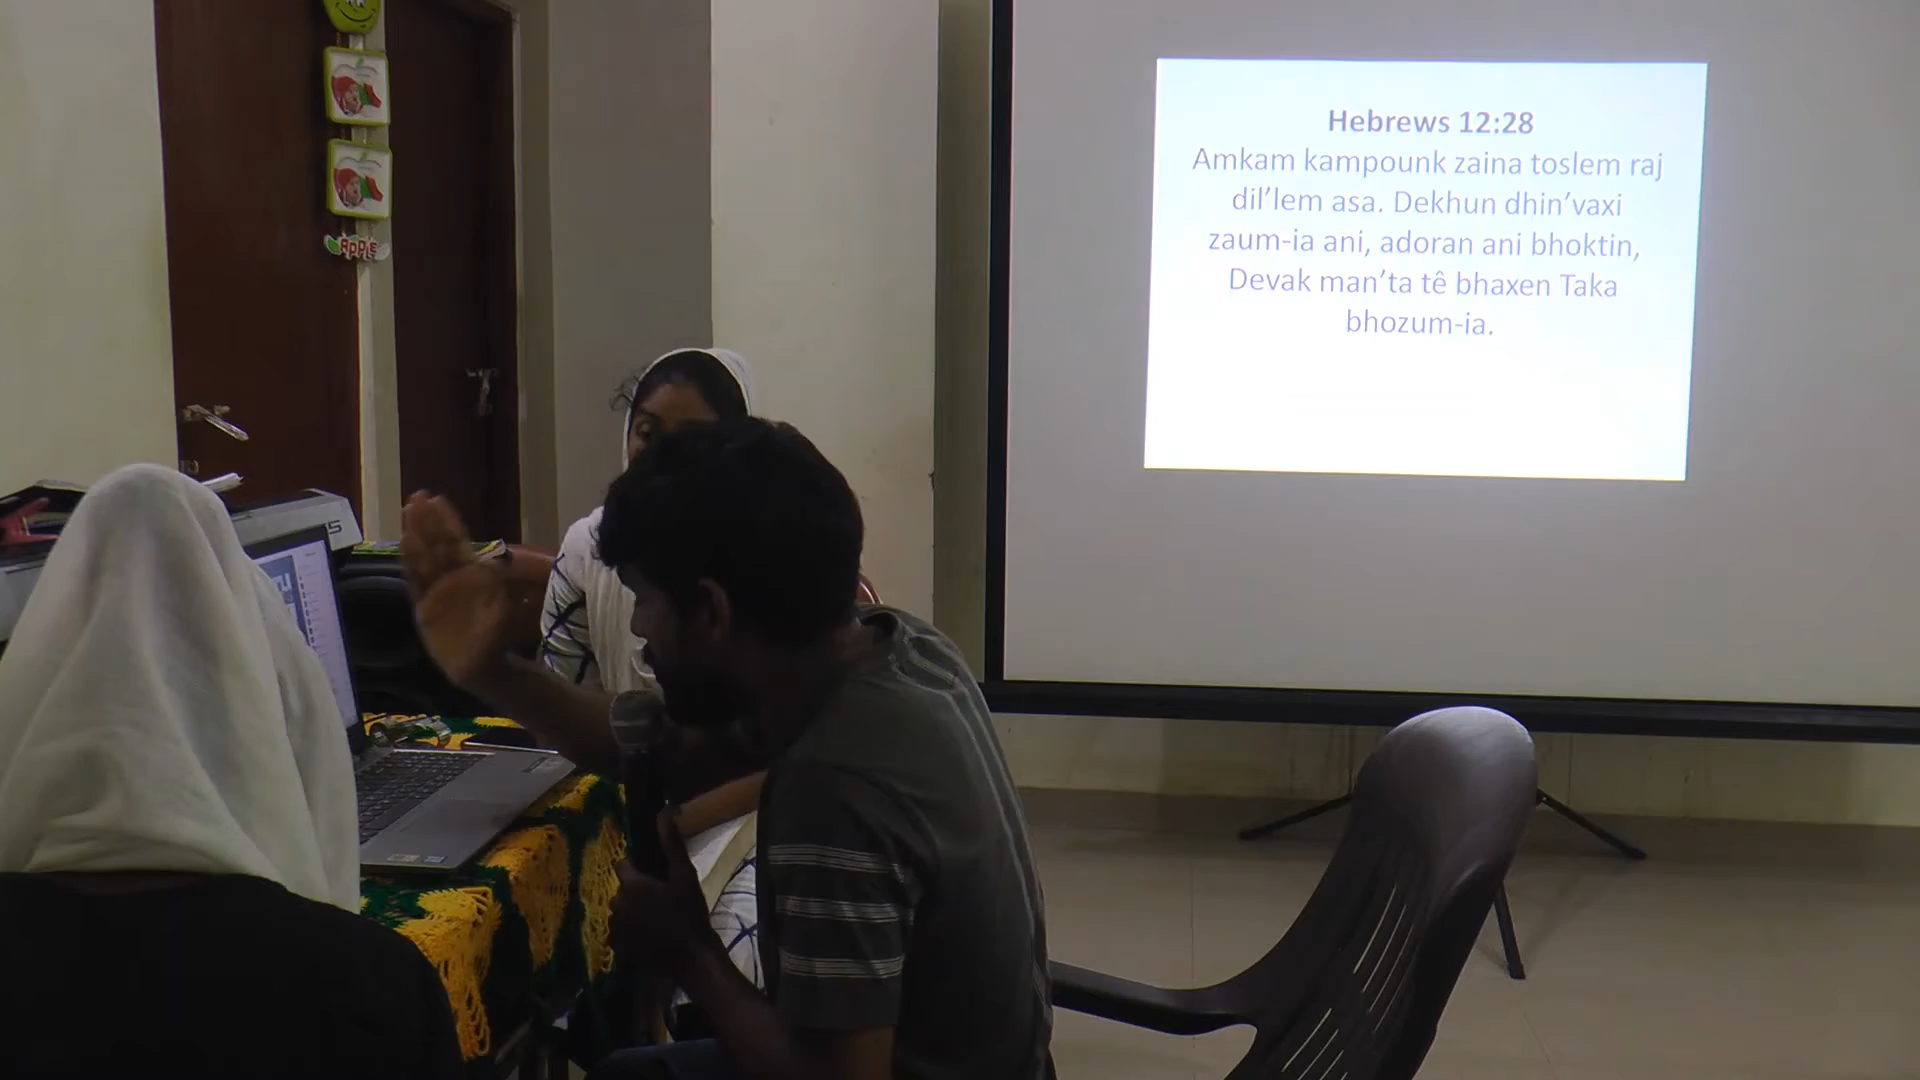 Hebrews 12:28
Amkam kampounk zaina toslem raj
dil’lem asa. Dekhun dhin’vaxi
zaum-ia ani, adoran ani bhoktin,
Devak man’ta tê bhaxen Taka
bhozum-ia.
APPLE